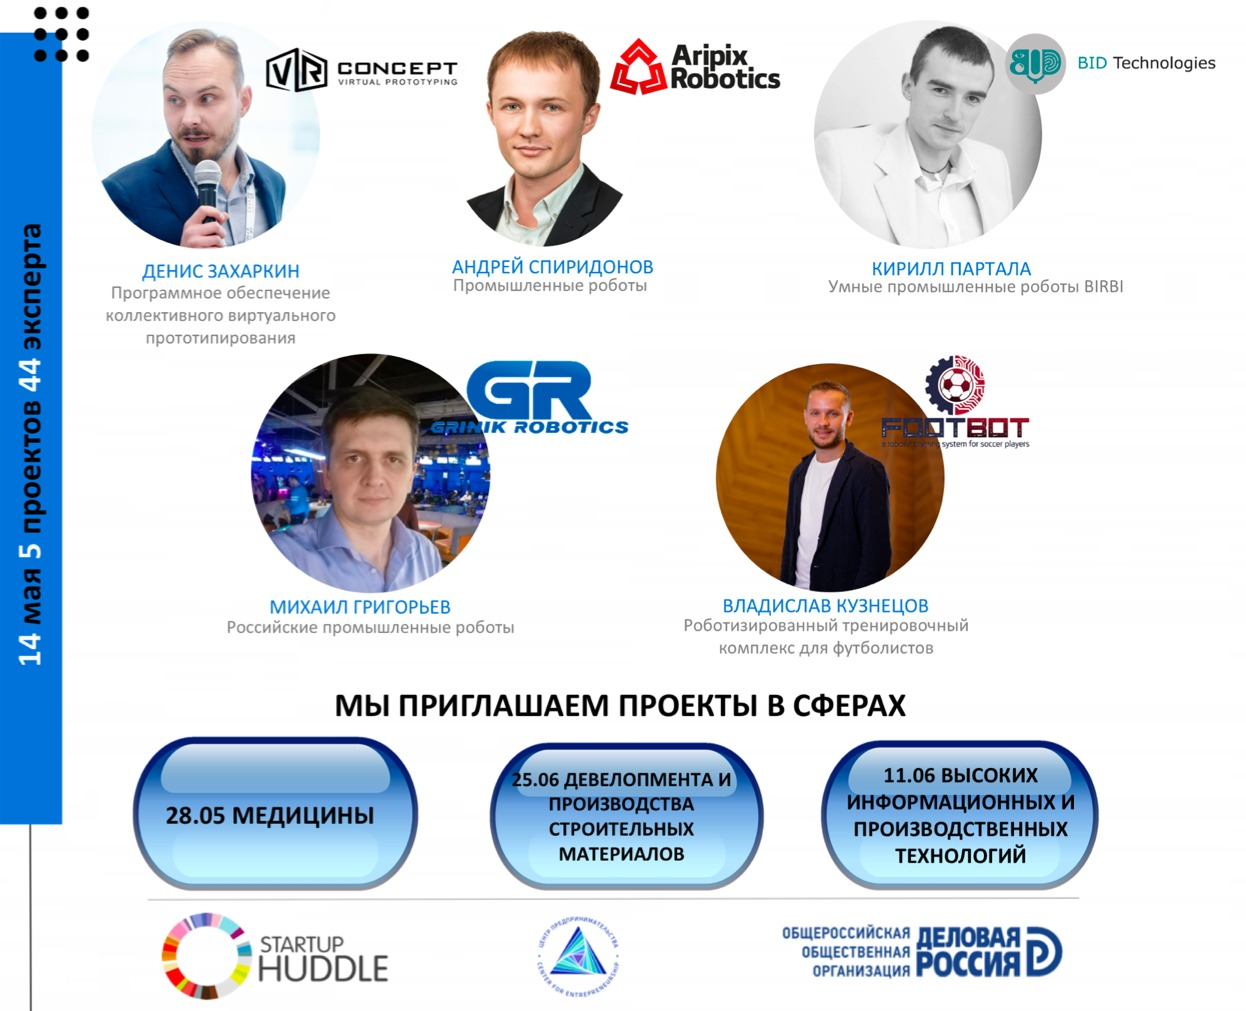 14 мая 5 проектов 44 эксперта
VR CONCEPT
VIRTUAL PROTOTYPING
Aripix
Robotics
BID
BID Technologies
ДЕНИС ЗАХАРКИН
Программное обеспечение
коллективного виртуального
прототипирования
АНДРЕЙ СПИРИДОНОВ
Промышленные роботы
КИРИЛЛ ПАРТАЛА
Умные промышленные роботы BIRBI
GR
GRINIK ROBOTICS
FOOTBOT
system for soccer players
МИХАИЛ ГРИГОРЬЕВ
Российские промышленные роботы
ВЛАДИСЛАВ КУЗНЕЦОВ
Роботизированный тренировочный
комплекс для футболистов
МЫ ПРИГЛАШАЕМ ПРОЕКТЫ В СФЕРАХ
28.05 МЕДИЦИНЫ
25.06 ДЕВЕЛОПМЕНТА И
ПРОИЗВОДСТВА
СТРОИТЕЛЬНЫХ
МАТЕРИАЛОВ
11.06 ВЫСОКИХ
ИНФОРМАЦИОННЫХ И
ПРОИЗВОДСТВЕННЫХ
ТЕХНОЛОГИЙ
STARTUP
HUDDLE
ЦЕНТР ПРЕДПРИНИМАТЕЛЬСТВА
CENTER FOR ENTREPRENEURSHIP
ОБЩЕРОССИЙСКАЯ
ОБЩЕСТВЕННАЯ
ОРГАНИЗАЦИЯ
ДЕЛОВАЯ
РОССИЯ